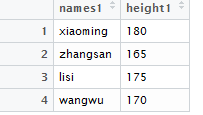 names1 height1
1 xiaoming 180
2 zhangsan 165
3 lisi 175
4 wangwu 170